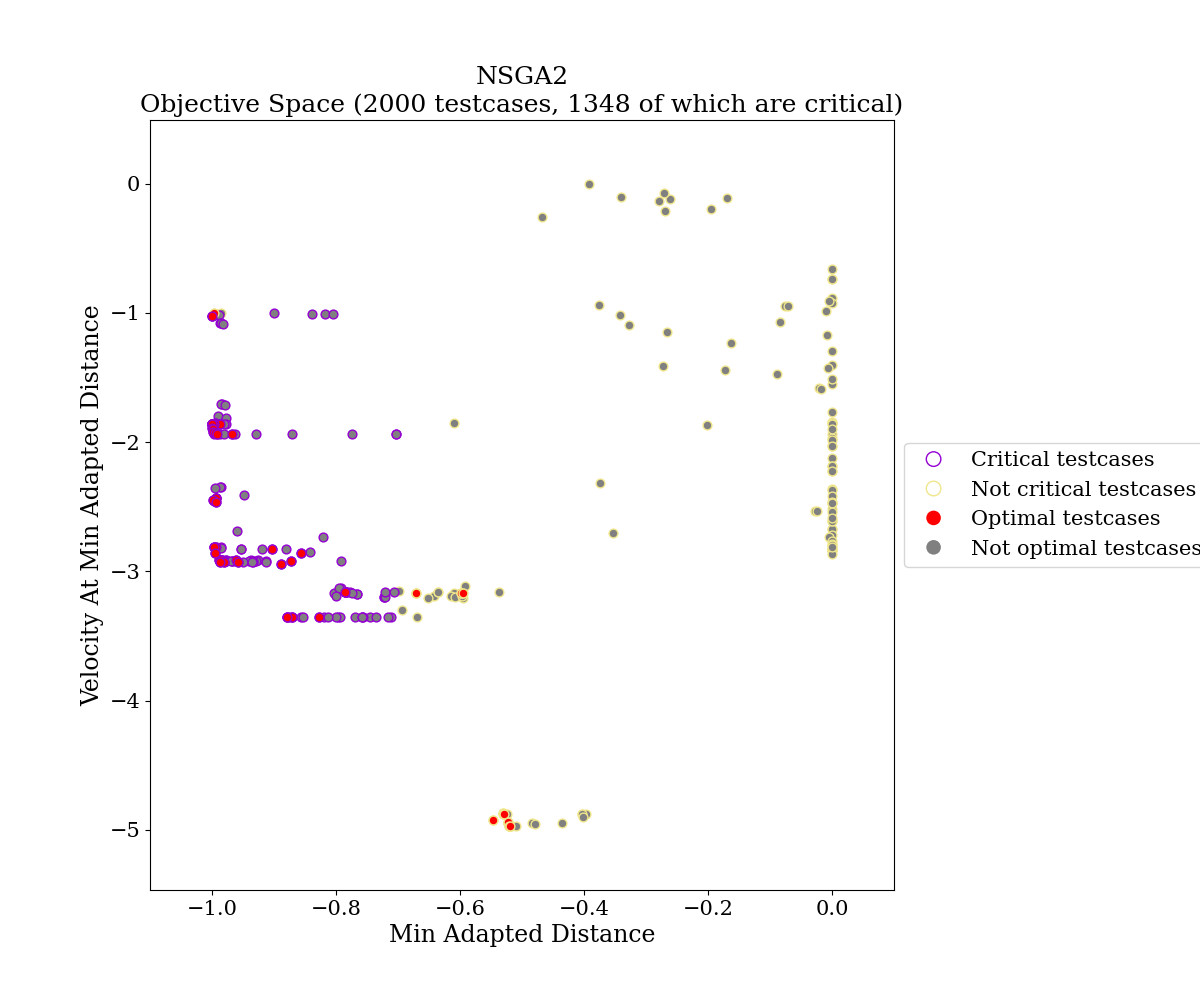 NSGA2
Objective Space (2000 testcases, 1348 of which are critical)
0
−1
−2
−3
−4
−5
Velocity At Min Adapted Distance
−1.0
−0.8
−0.6
−0.4
−0.2
0.0
Min Adapted Distance
Critical testcases
Not critical testcases
Optimal testcases
Not optimal testcases